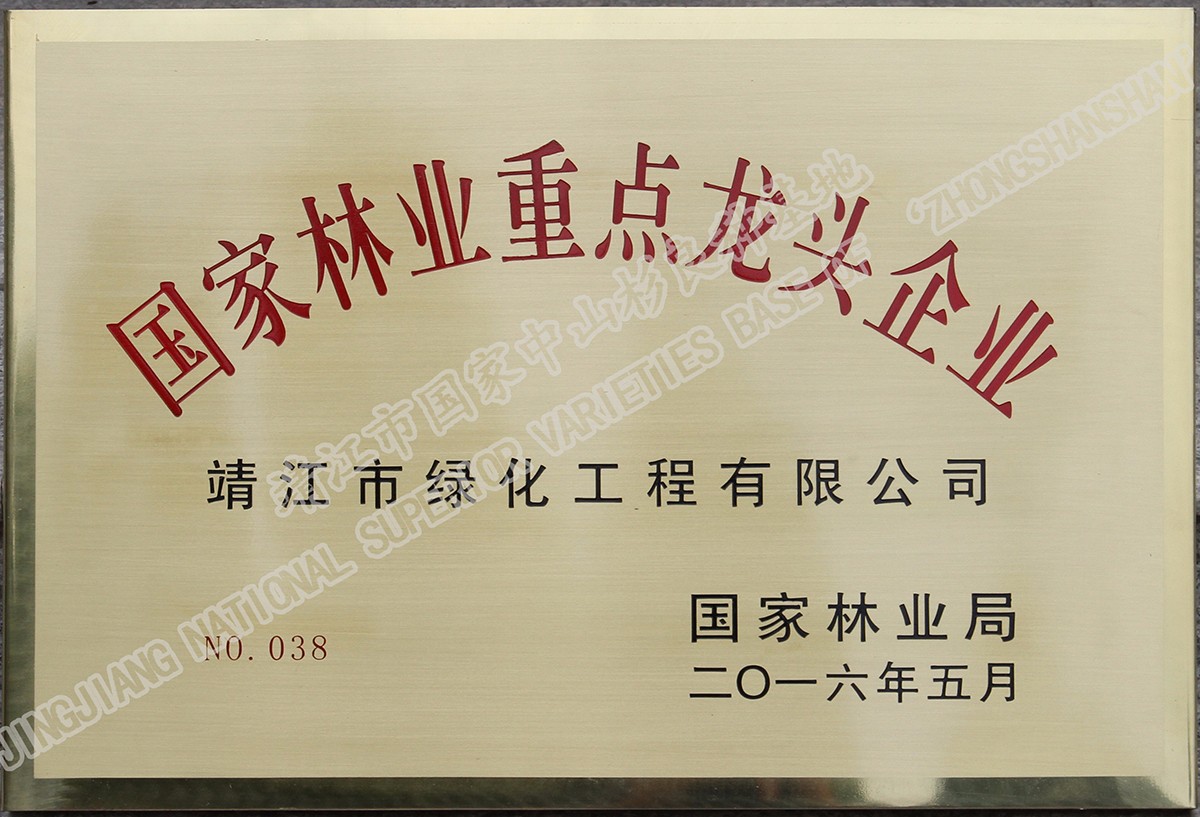 国家林业重点龙头企业
靖江市绿化工程有限公司
NO.038
国家林业局
二〇一六年五月
靖江市国家中山杉良种基地
JINGJIANG NATIONAL SUPERIOR VARIETIES BASE OF 'ZHONGSHANSHAN